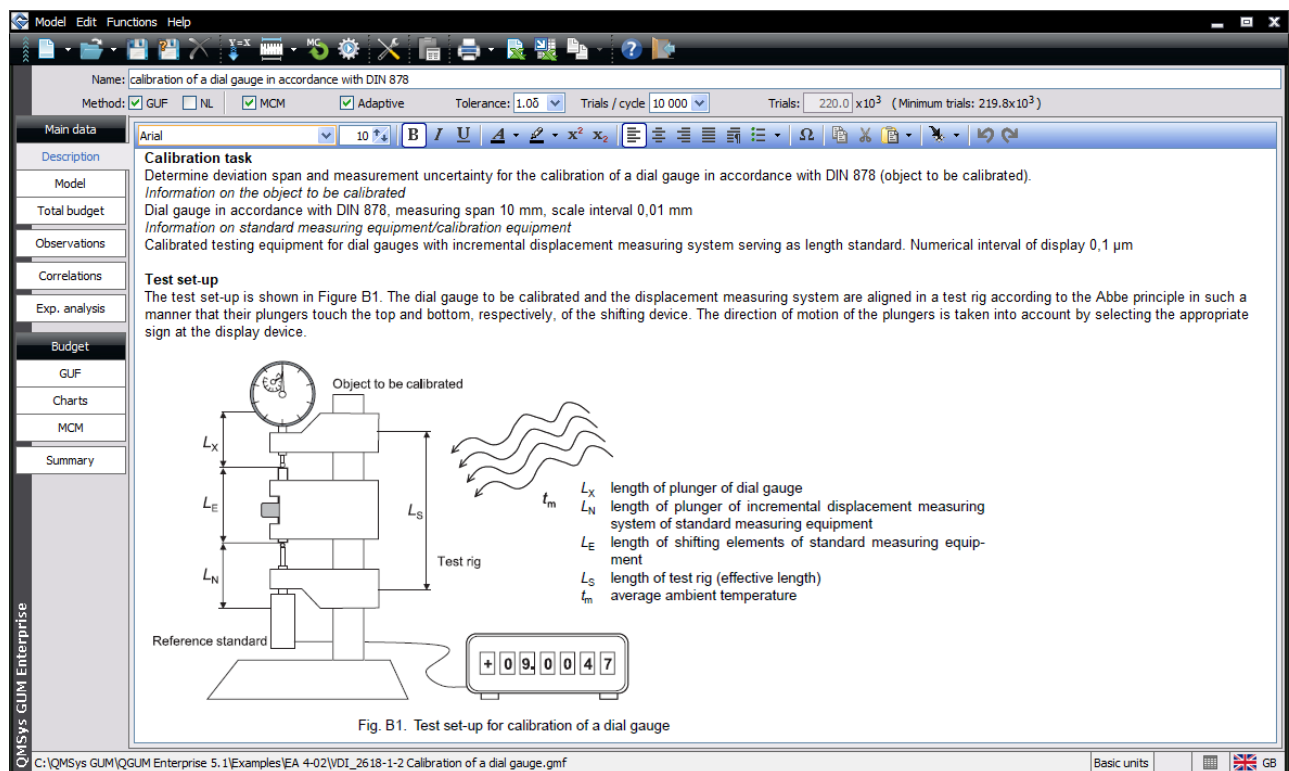 Model Edit Functions Help
Y=X MC
Name: calibration of a dial gauge in accordance with DIN 878
Method: GUF NL MCM Adaptive Tolerance: 1.0δ Trials / cycle 10 000 Trials: 220.0 x10³ (Minimum trials: 219.8x10³)
Main data
Description
Model
Total budget
Observations
Correlations
Exp. analysis
Budget
GUF
Charts
MCM
Summary
QMSys GUM Enterprise
Arial 10 B I U A x² x₂ Ω
Calibration task
Determine deviation span and measurement uncertainty for the calibration of a dial gauge in accordance with DIN 878 (object to be calibrated).
Information on the object to be calibrated
Dial gauge in accordance with DIN 878, measuring span 10 mm, scale interval 0,01 mm
Information on standard measuring equipment/calibration equipment
Calibrated testing equipment for dial gauges with incremental displacement measuring system serving as length standard. Numerical interval of display 0,1 µm
Test set-up
The test set-up is shown in Figure B1. The dial gauge to be calibrated and the displacement measuring system are aligned in a test rig according to the Abbe principle in such a
manner that their plungers touch the top and bottom, respectively, of the shifting device. The direction of motion of the plungers is taken into account by selecting the appropriate
sign at the display device.
Object to be calibrated
LX
LE
LS
LN
tm
Test rig
Reference standard
+09.0047
LX length of plunger of dial gauge
LN length of plunger of incremental displacement measuring
system of standard measuring equipment
LE length of shifting elements of standard measuring equip-
ment
LS length of test rig (effective length)
tm average ambient temperature
Fig. B1. Test set-up for calibration of a dial gauge
C:\QMSys GUM\QGUM Enterprise 5.1\Examples\EA 4-02\VDI_2618-1-2 Calibration of a dial gauge.gmf Basic units GB